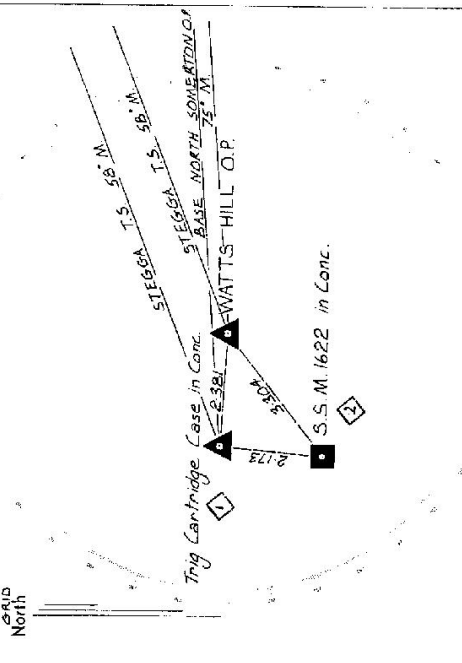 GRID
North
STEGGA T.S. 58° M.
STEGGA T.S. 58° M.
BASE NORTH SOMERTON O.P.
75° M.
WATTS HILL O.P.
Trig Cartridge Case in Conc.
1
2.381
2.173
3.304
S.S.M. 1622 in Conc.
2